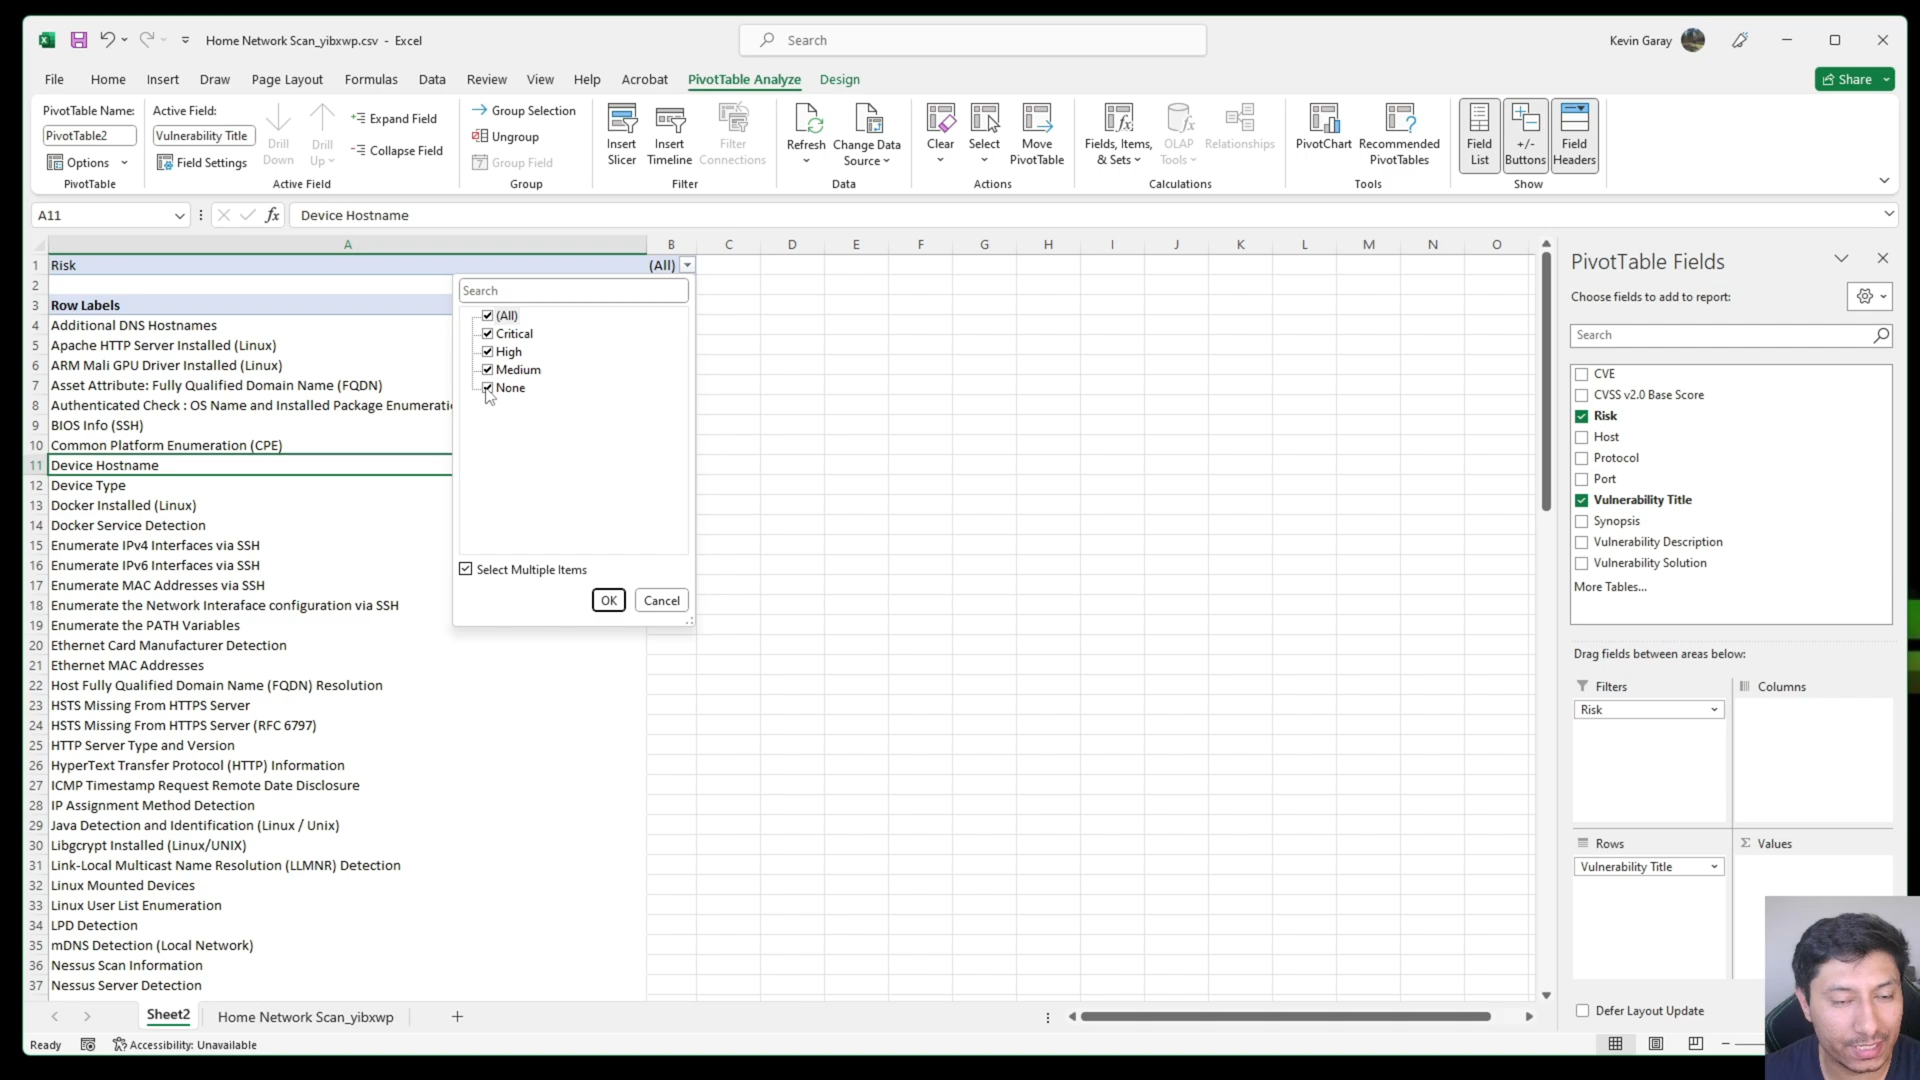 Home Network Scan_yibxwp.csv - Excel
Search
Kevin Garay
File Home Insert Draw Page Layout Formulas Data Review View Help Acrobat PivotTable Analyze Design
Share
PivotTable Name:
PivotTable2
Options
PivotTable
Active Field:
Vulnerability Title
Field Settings
Drill Down
Drill Up
Expand Field
Collapse Field
Active Field
Group Selection
Ungroup
Group Field
Group
Insert Slicer
Insert Timeline
Filter Connections
Filter
Refresh
Change Data Source
Data
Clear
Select
Move PivotTable
Actions
Fields, Items, & Sets
OLAP Tools
Relationships
Calculations
PivotChart
Recommended PivotTables
Tools
Field List
+/- Buttons
Field Headers
Show
A11
fx
Device Hostname
A B C D E F G H I J K L M N O
1 Risk (All)
2
3 Row Labels
4 Additional DNS Hostnames
5 Apache HTTP Server Installed (Linux)
6 ARM Mali GPU Driver Installed (Linux)
7 Asset Attribute: Fully Qualified Domain Name (FQDN)
8 Authenticated Check : OS Name and Installed Package Enumerati
9 BIOS Info (SSH)
10 Common Platform Enumeration (CPE)
11 Device Hostname
12 Device Type
13 Docker Installed (Linux)
14 Docker Service Detection
15 Enumerate IPv4 Interfaces via SSH
16 Enumerate IPv6 Interfaces via SSH
17 Enumerate MAC Addresses via SSH
18 Enumerate the Network Interaface configuration via SSH
19 Enumerate the PATH Variables
20 Ethernet Card Manufacturer Detection
21 Ethernet MAC Addresses
22 Host Fully Qualified Domain Name (FQDN) Resolution
23 HSTS Missing From HTTPS Server
24 HSTS Missing From HTTPS Server (RFC 6797)
25 HTTP Server Type and Version
26 HyperText Transfer Protocol (HTTP) Information
27 ICMP Timestamp Request Remote Date Disclosure
28 IP Assignment Method Detection
29 Java Detection and Identification (Linux / Unix)
30 Libgcrypt Installed (Linux/UNIX)
31 Link-Local Multicast Name Resolution (LLMNR) Detection
32 Linux Mounted Devices
33 Linux User List Enumeration
34 LPD Detection
35 mDNS Detection (Local Network)
36 Nessus Scan Information
37 Nessus Server Detection
Search
(All)
Critical
High
Medium
None
Select Multiple Items
OK Cancel
PivotTable Fields
Choose fields to add to report:
Search
CVE
CVSS v2.0 Base Score
Risk
Host
Protocol
Port
Vulnerability Title
Synopsis
Vulnerability Description
Vulnerability Solution
More Tables...
Drag fields between areas below:
Filters
Risk
Columns
Rows
Vulnerability Title
Σ Values
Defer Layout Update
Sheet2 Home Network Scan_yibxwp
Ready Accessibility: Unavailable